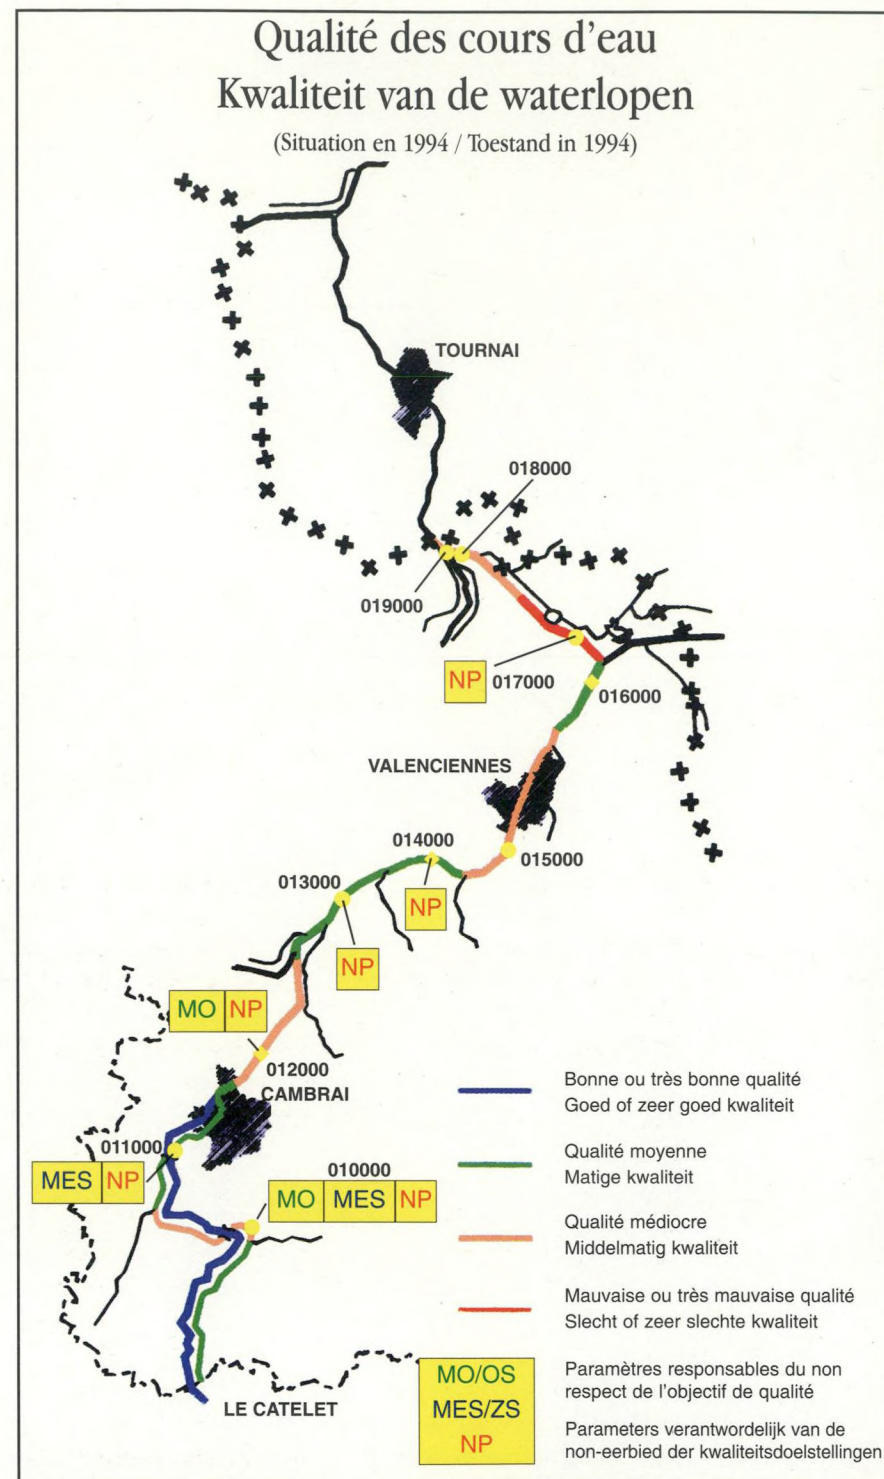 Qualité des cours d'eau
Kwaliteit van de waterlopen
(Situation en 1994 / Toestand in 1994)
TOURNAI
018000
019000
NP
017000
016000
VALENCIENNES
014000
015000
013000
NP
NP
MO NP
012000
CAMBRAI
011000
010000
MES NP
MO MES NP
LE CATELET
Bonne ou très bonne qualité
Goed of zeer goed kwaliteit
Qualité moyenne
Matige kwaliteit
Qualité médiocre
Middelmatig kwaliteit
Mauvaise ou très mauvaise qualité
Slecht of zeer slechte kwaliteit
MO/OS
MES/ZS
NP
Paramètres responsables du non
respect de l'objectif de qualité
Parameters verantwordelijk van de
non-eerbied der kwaliteitsdoelstellingen